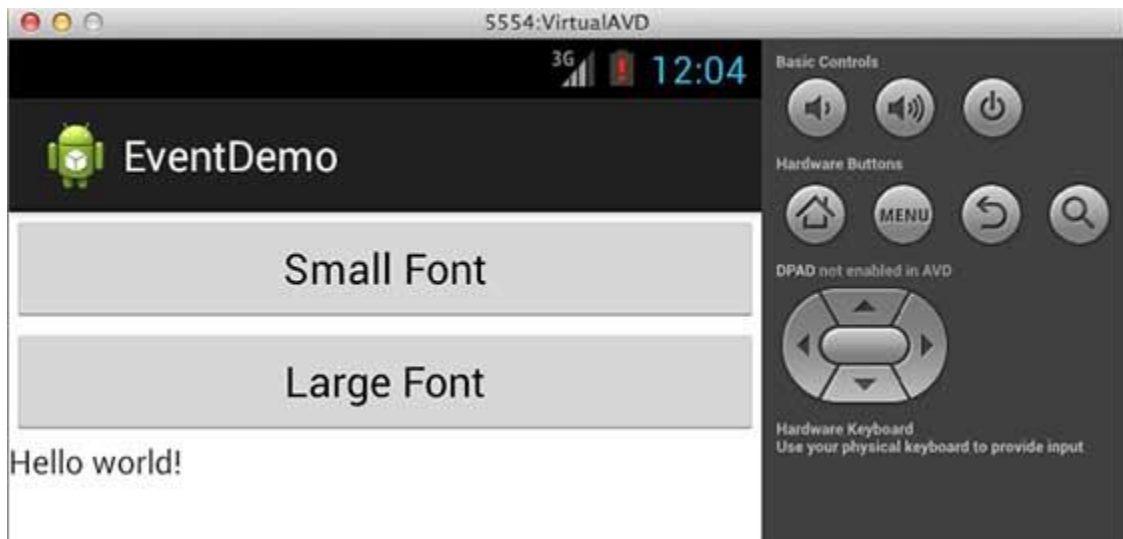 5554:VirtualAVD
3G
12:04
EventDemo
Small Font
Large Font
Hello world!
Basic Controls
Hardware Buttons
MENU
DPAD not enabled in AVD
Hardware Keyboard
Use your physical keyboard to provide input